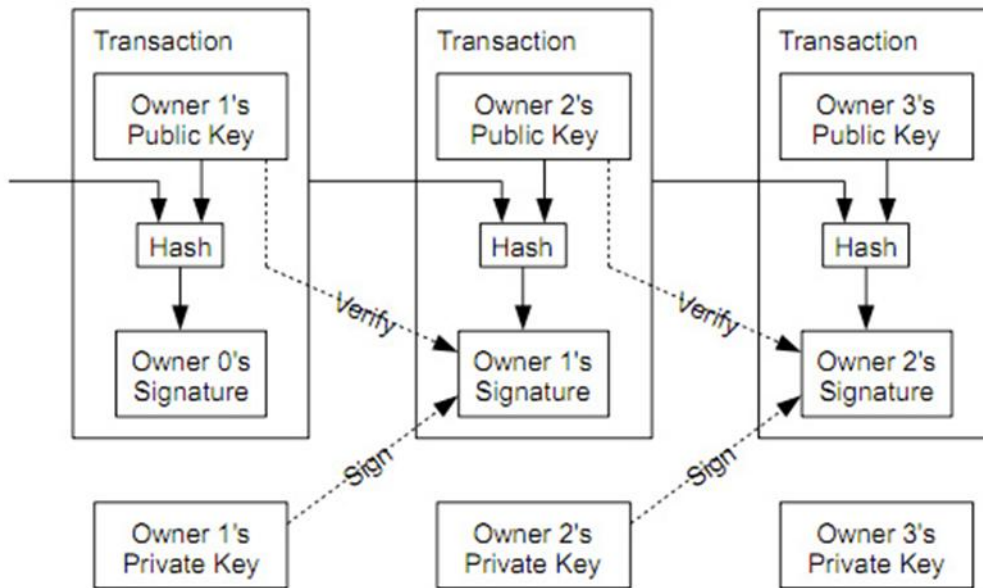 Transaction
Owner 1's
Public Key
Hash
Owner 0's
Signature
Transaction
Owner 2's
Public Key
Hash
Verify
Owner 1's
Signature
Sign
Transaction
Owner 3's
Public Key
Hash
Verify
Owner 2's
Signature
Sign
Owner 1's
Private Key
Owner 2's
Private Key
Owner 3's
Private Key